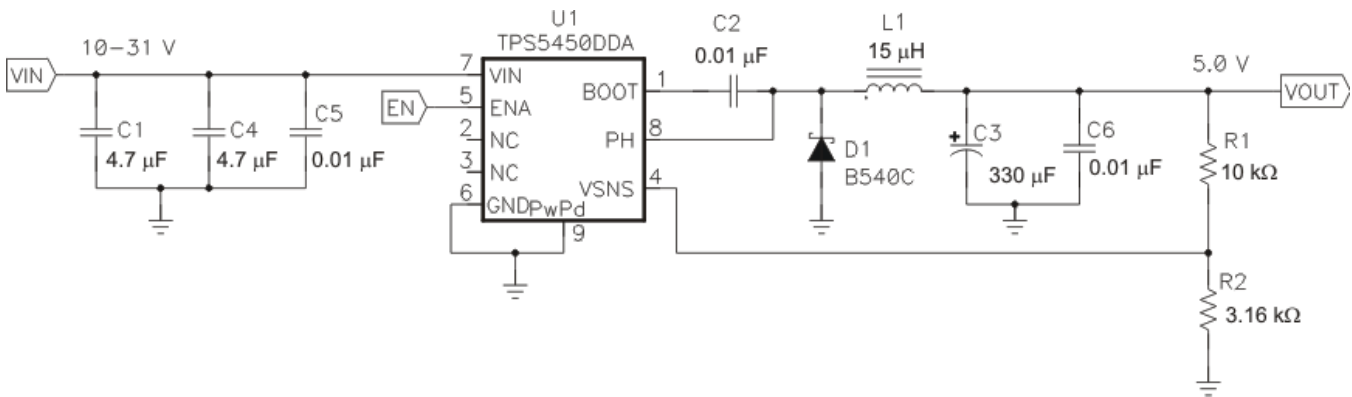 VIN
10-31 V
C1
4.7 µF
C4
4.7 µF
C5
0.01 µF
EN
U1
TPS5450DDA
7
VIN
5
ENA
2
NC
3
NC
6
GND
PwPd
9
BOOT
1
PH
8
VSNS
4
C2
0.01 µF
D1
B540C
L1
15 µH
C3
330 µF
C6
0.01 µF
5.0 V
VOUT
R1
10 kΩ
R2
3.16 kΩ
+